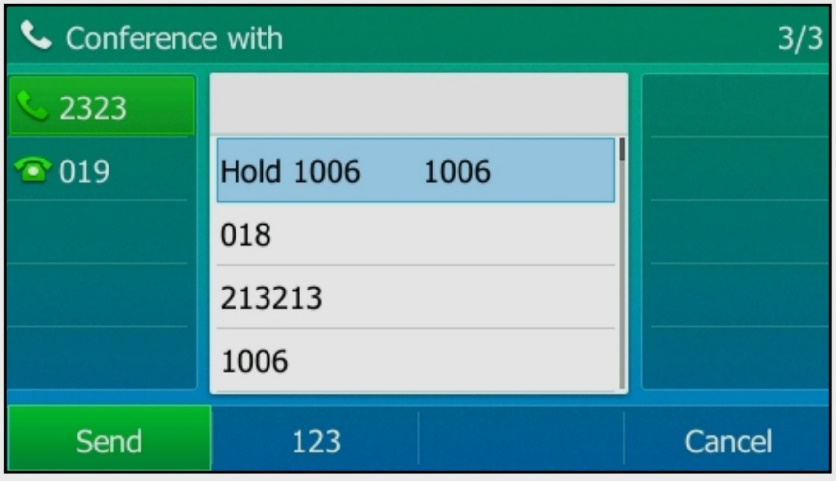 Conference with 3/3
2323
019
Hold 1006 1006
018
213213
1006
Send 123 Cancel